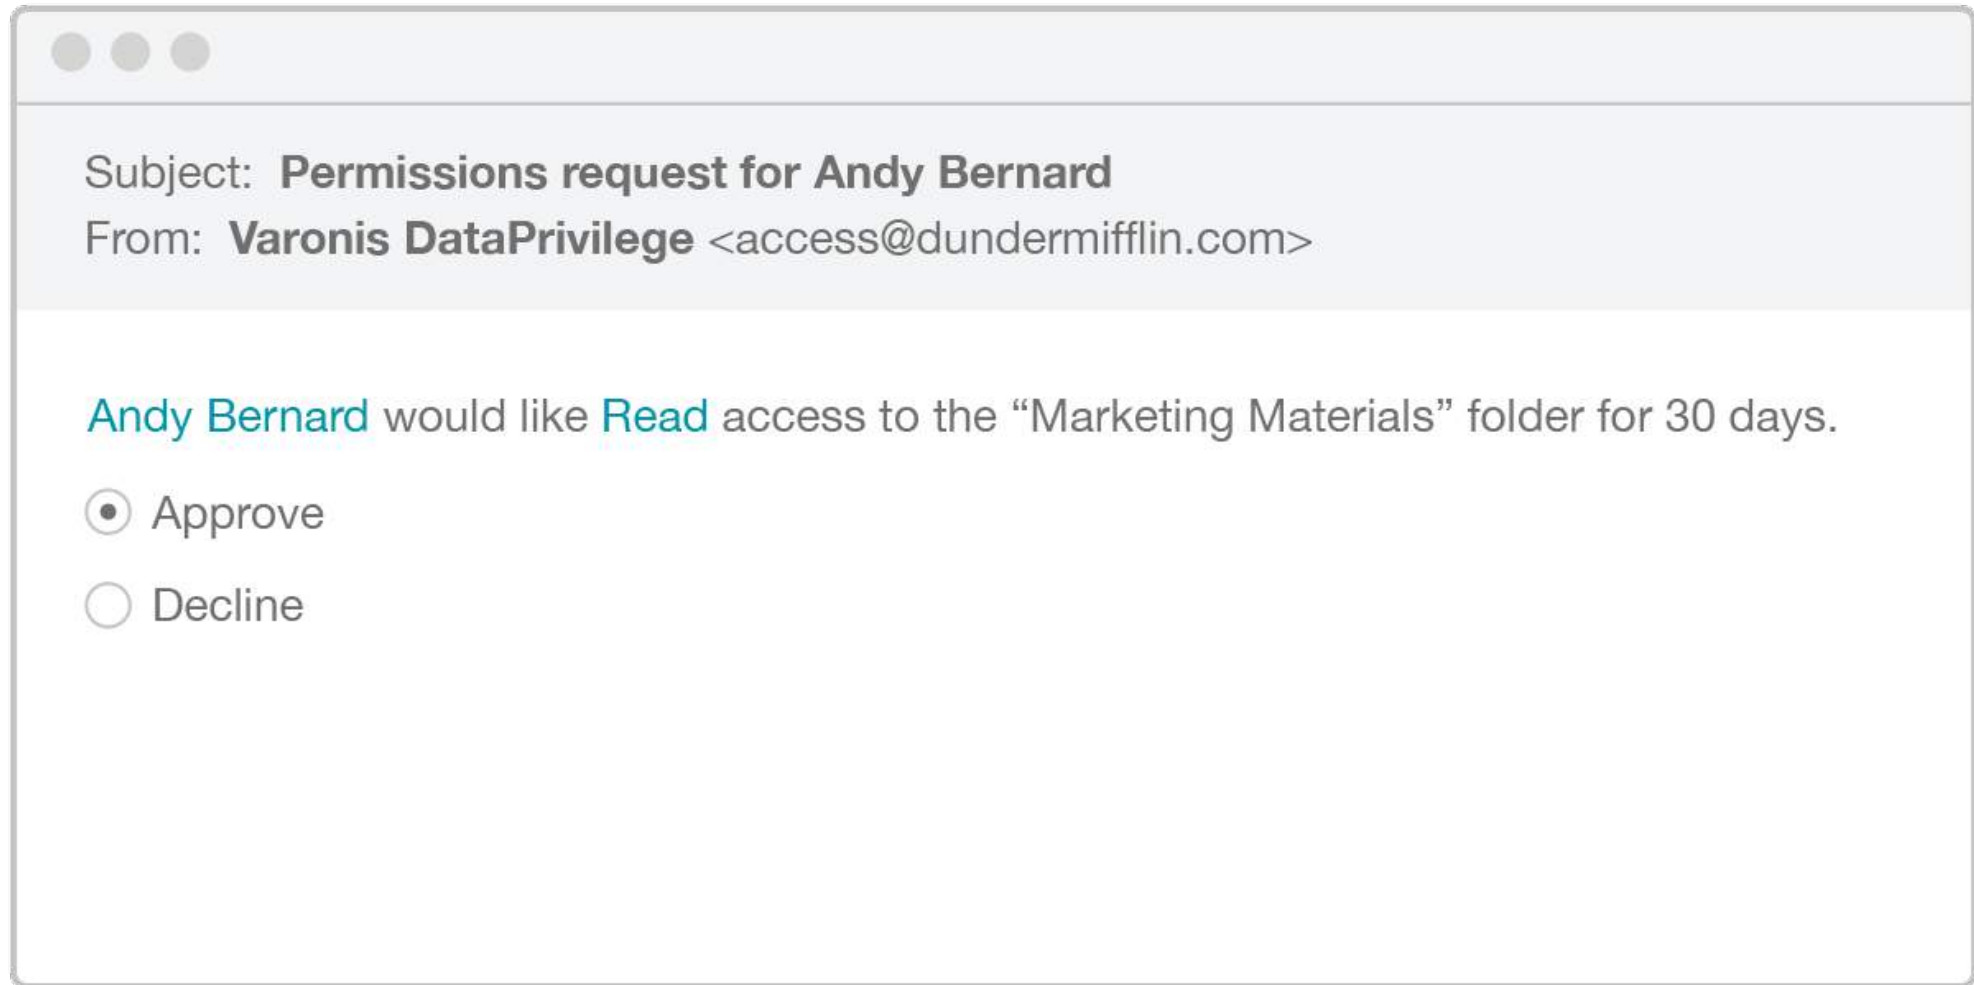 Subject: Permissions request for Andy Bernard
From: Varonis DataPrivilege <access@dundermifflin.com>
Andy Bernard would like Read access to the “Marketing Materials” folder for 30 days.
Approve
Decline